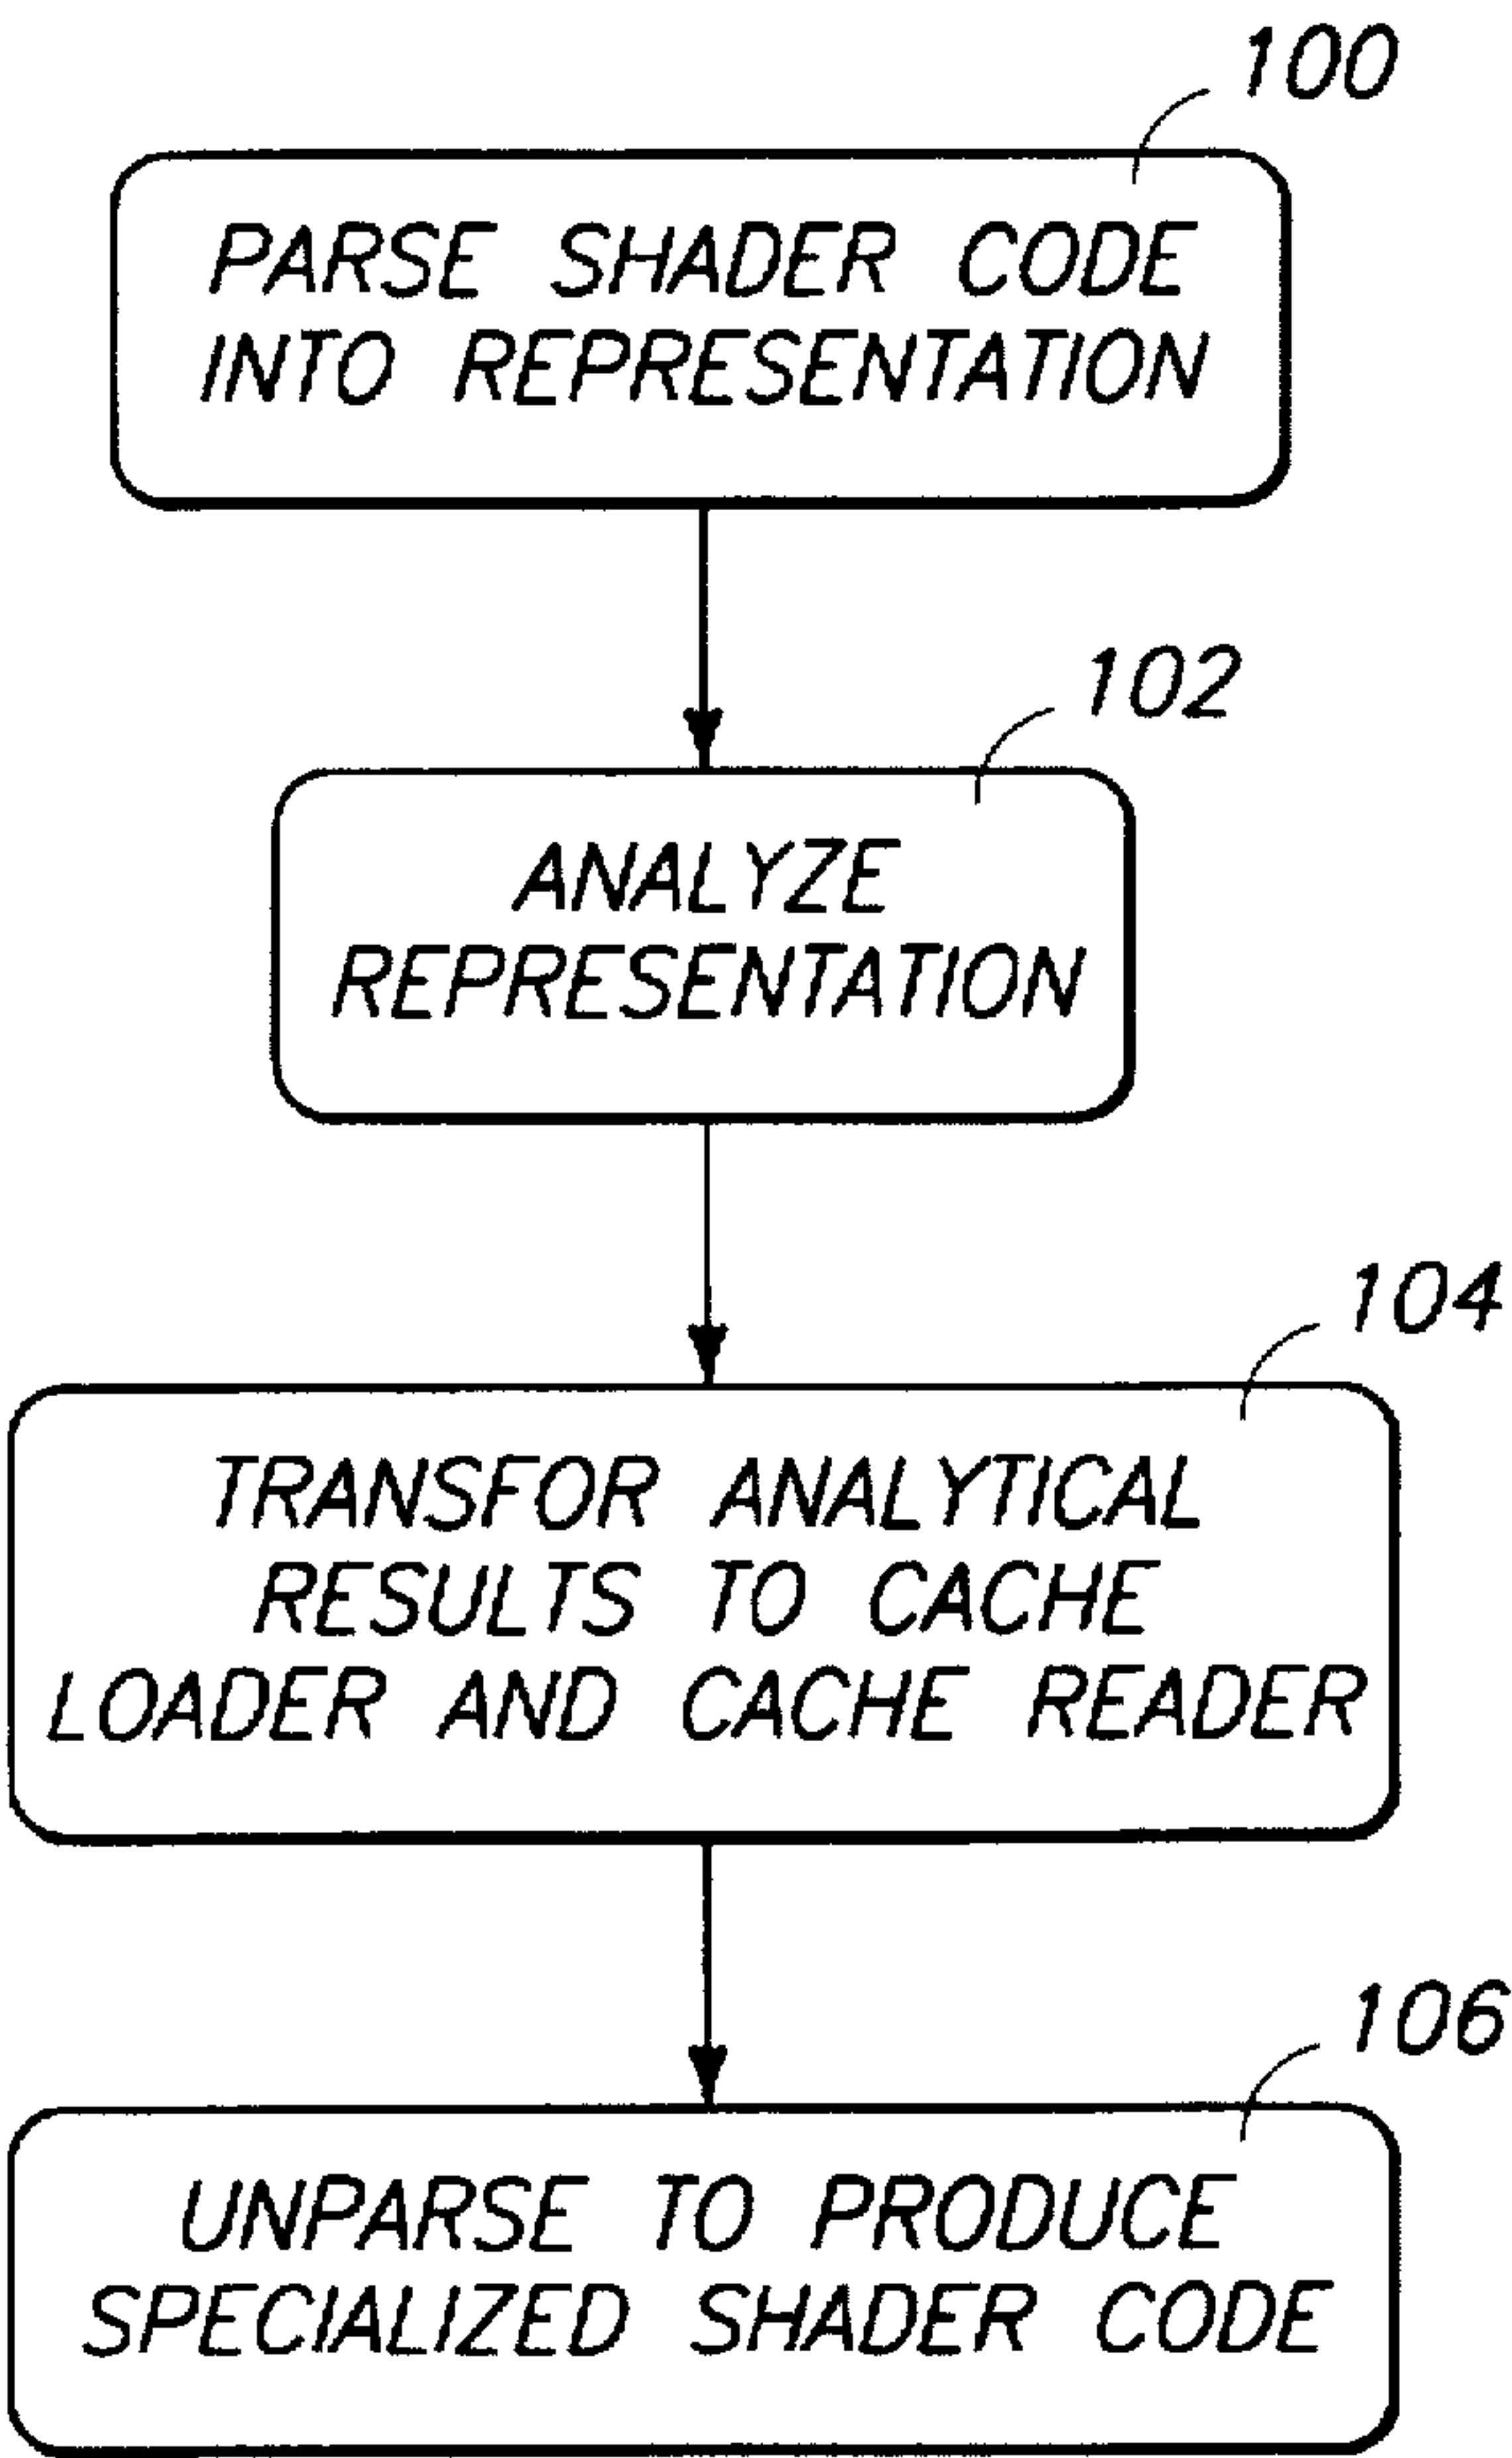 100
PARSE SHADER CODE
INTO REPRESENTATION
102
ANALYZE
REPRESENTATION
104
TRANSFOR ANALYTICAL
RESULTS TO CACHE
LOADER AND CACHE READER
106
UNPARSE TO PRODUCE
SPECIALIZED SHADER CODE